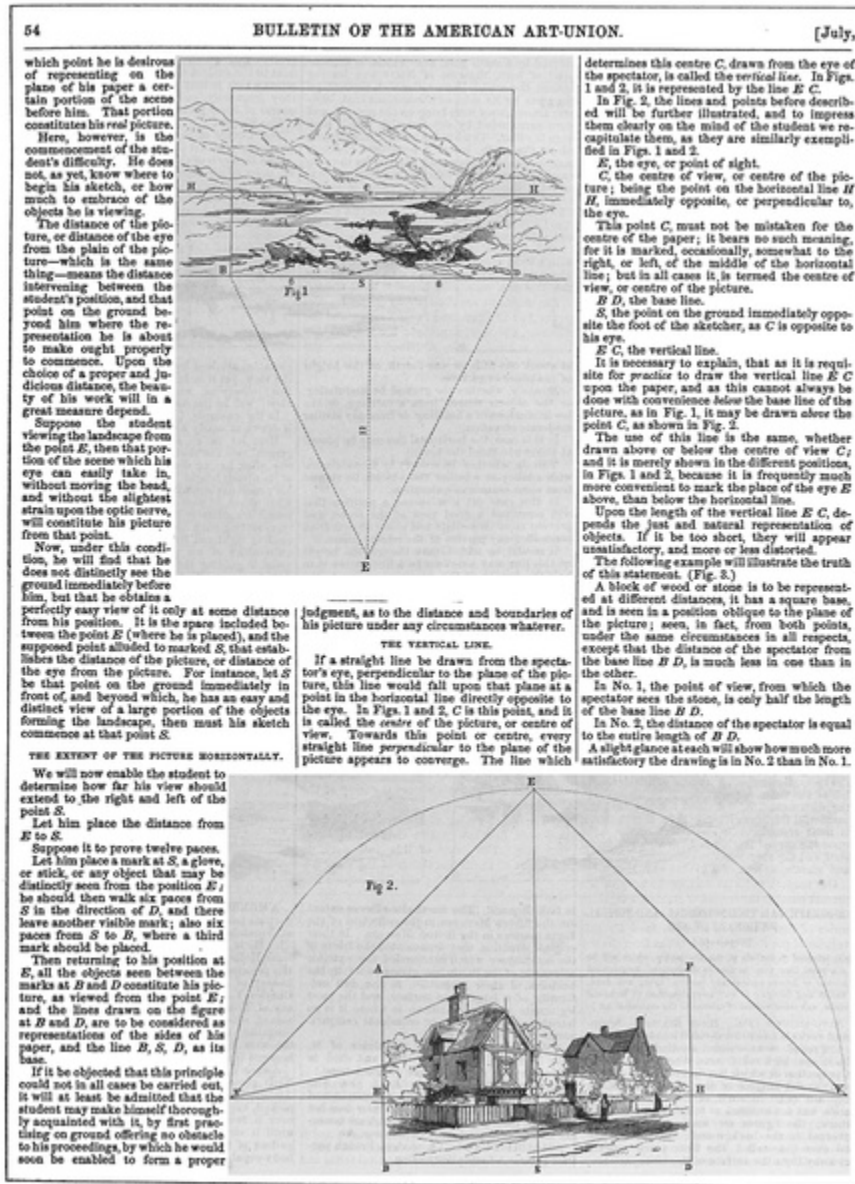 54
BULLETIN OF THE AMERICAN ART-UNION.
[July,
which point he is desirous
of representing on the
plane of his paper a cer-
tain portion of the scene
before him. That portion
constitutes his real picture.
Here, however, is the
commencement of the stu-
dent's difficulty. He does
not, as yet, know where to
begin his sketch, or how
much to embrace of the
objects he is viewing.
The distance of the pic-
ture, or distance of the eye
from the plain of the pic-
ture—which is the same
thing—means the distance
intervening between the
student's position, and that
point on the ground be-
yond him where the re-
presentation he is about
to make ought properly
to commence. Upon the
choice of a proper and ju-
dicious distance, the beau-
ty of his work will in a
great measure depend.
Suppose the student
viewing the landscape from
the point E, then that por-
tion of the scene which his
eye can easily take in,
without moving the head,
and without the slightest
strain upon the optic nerve,
will constitute his picture
from that point.
Now, under this condi-
tion, he will find that he
does not distinctly see the
ground immediately before
him, but that he obtains a
perfectly easy view of it only at some distance
from his position. It is the space included be-
tween the point E (where he is placed), and the
supposed point alluded to marked S, that estab-
lishes the distance of the picture, or distance of
the eye from the picture. For instance, let S
be that point on the ground immediately in
front of, and beyond which, he has an easy and
distinct view of a large portion of the objects
forming the landscape, then must his sketch
commence at that point S.
THE EXTENT OF THE PICTURE HORIZONTALLY.
We will now enable the student to
determine how far his view should
extend to the right and left of the
point S.
Let him place the distance from
E to S.
Suppose it to prove twelve paces.
Let him place a mark at S, a glove,
or stick, or any object that may be
distinctly seen from the position E;
he should then walk six paces from
S in the direction of D, and there
leave another visible mark; also six
paces from S to B, where a third
mark should be placed.
Then returning to his position at
E, all the objects seen between the
marks at B and D constitute his pic-
ture, as viewed from the point E;
and the lines drawn on the figure
at B and D, are to be considered as
representations of the sides of his
paper, and the line B, S, D, as its
base.
If it be objected that this principle
could not in all cases be carried out,
it will at least be admitted that the
student may make himself thorough-
ly acquainted with it, by first prac-
tising on ground offering no obstacle
to his proceedings, by which he would
soon be enabled to form a proper
H
C
H
B
6
S
6
Fig 1
12
E
judgment, as to the distance and boundaries of
his picture under any circumstances whatever.
THE VERTICAL LINE.
If a straight line be drawn from the specta-
tor's eye, perpendicular to the plane of the pic-
ture, this line would fall upon that plane at a
point in the horizontal line directly opposite to
the eye. In Figs. 1 and 2, C is this point, and it
is called the centre of the picture, or centre of
view. Towards this point or centre, every
straight line perpendicular to the plane of the
picture appears to converge. The line which
determines this centre C, drawn from the eye of
the spectator, is called the vertical line. In Figs.
1 and 2, it is represented by the line E C.
In Fig. 2, the lines and points before describ-
ed will be further illustrated, and to impress
them clearly on the mind of the student we re-
capitulate them, as they are similarly exempli-
fied in Figs. 1 and 2.
E, the eye, or point of sight.
C, the centre of view, or centre of the pic-
ture; being the point on the horizontal line H
H, immediately opposite, or perpendicular to,
the eye.
This point C, must not be mistaken for the
centre of the paper; it bears no such meaning,
for it is marked, occasionally, somewhat to the
right, or left, of the middle of the horizontal
line; but in all cases it is termed the centre of
view, or centre of the picture.
B D, the base line.
S, the point on the ground immediately oppo-
site the foot of the sketcher, as C is opposite to
his eye.
E C, the vertical line.
It is necessary to explain, that as it is requi-
site for practice to draw the vertical line E C
upon the paper, and as this cannot always be
done with convenience below the base line of the
picture, as in Fig. 1, it may be drawn above the
point C, as shown in Fig. 2.
The use of this line is the same, whether
drawn above or below the centre of view C;
and it is merely shown in the different positions,
in Figs. 1 and 2, because it is frequently much
more convenient to mark the place of the eye E
above, than below the horizontal line.
Upon the length of the vertical line E C, de-
pends the just and natural representation of
objects. If it be too short, they will appear
unsatisfactory, and more or less distorted.
The following example will illustrate the truth
of this statement. (Fig. 3.)
A block of wood or stone is to be represent-
ed at different distances, it has a square base,
and is seen in a position oblique to the plane of
the picture; seen, in fact, from both points,
under the same circumstances in all respects,
except that the distance of the spectator from
the base line B D, is much less in one than in
the other.
In No. 1, the point of view, from which the
spectator sees the stone, is only half the length
of the base line B D.
In No. 2, the distance of the spectator is equal
to the entire length of B D.
A slight glance at each will show how much more
satisfactory the drawing is in No. 2 than in No. 1.
E
Fig 2.
A
F
V
H
H
V
B
S
D